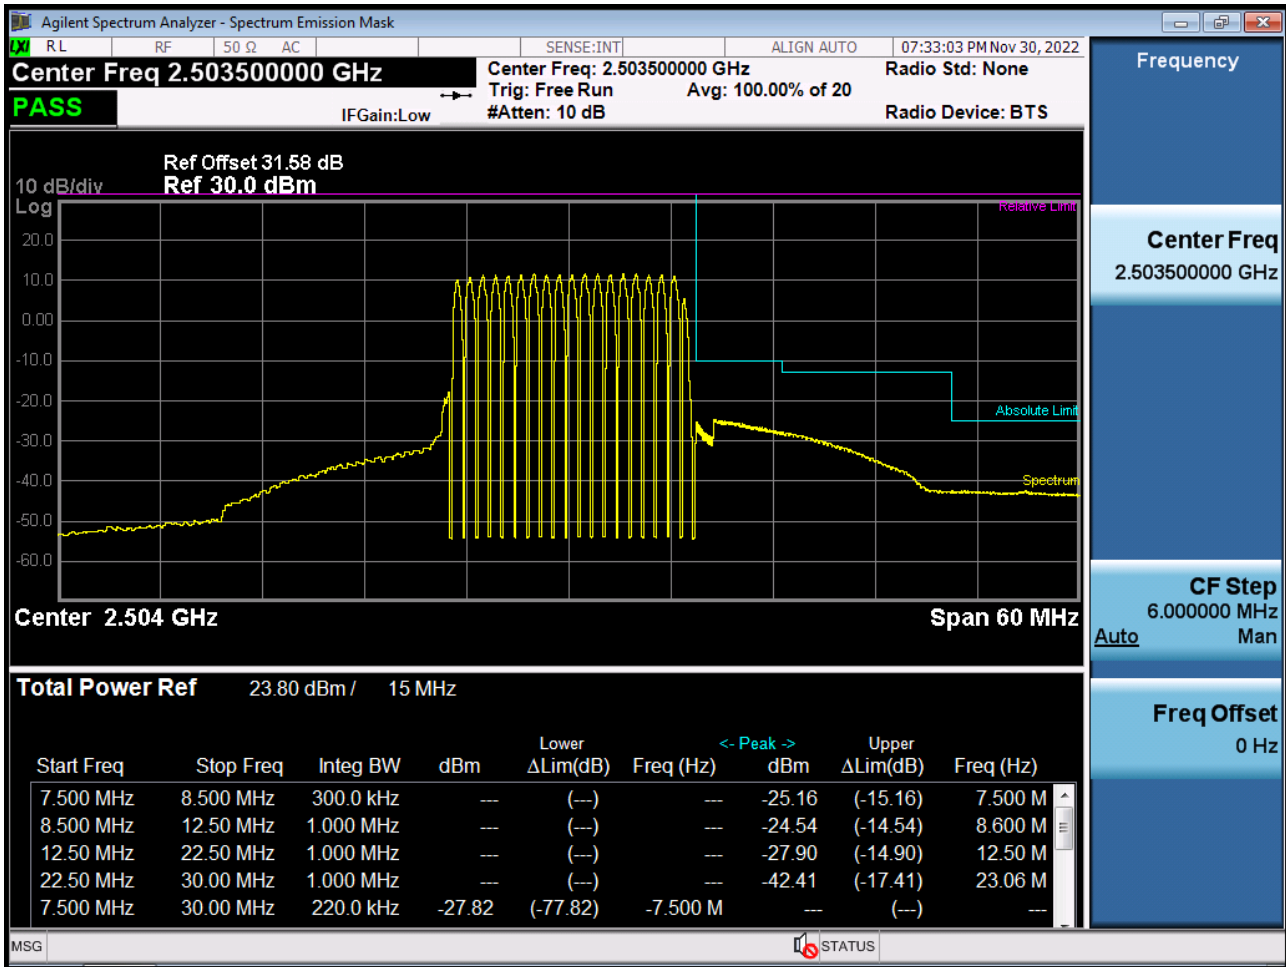 Agilent Spectrum Analyzer - Spectrum Emission Mask
LXI RL RF 50 Ω AC SENSE:INT ALIGN AUTO 07:33:03 PM Nov 30, 2022
Center Freq 2.503500000 GHz
PASS
IFGain:Low
Center Freq: 2.503500000 GHz
Trig: Free Run Avg: 100.00% of 20
#Atten: 10 dB
Radio Std: None
Radio Device: BTS
Ref Offset 31.58 dB
10 dB/div Ref 30.0 dBm
Log
Relative Limit
20.0
10.0
0.00
-10.0
-20.0
Absolute Limit
-30.0
-40.0
Spectrum
-50.0
-60.0
Center 2.504 GHz Span 60 MHz
Total Power Ref 23.80 dBm / 15 MHz
Lower <- Peak -> Upper
Start Freq Stop Freq Integ BW dBm ΔLim(dB) Freq (Hz) dBm ΔLim(dB) Freq (Hz)
7.500 MHz 8.500 MHz 300.0 kHz --- (---) --- -25.16 (-15.16) 7.500 M
8.500 MHz 12.50 MHz 1.000 MHz --- (---) --- -24.54 (-14.54) 8.600 M
12.50 MHz 22.50 MHz 1.000 MHz --- (---) --- -27.90 (-14.90) 12.50 M
22.50 MHz 30.00 MHz 1.000 MHz --- (---) --- -42.41 (-17.41) 23.06 M
7.500 MHz 30.00 MHz 220.0 kHz -27.82 (-77.82) -7.500 M --- (---) ---
MSG STATUS
Frequency
Center Freq
2.503500000 GHz
CF Step
6.000000 MHz
Auto Man
Freq Offset
0 Hz